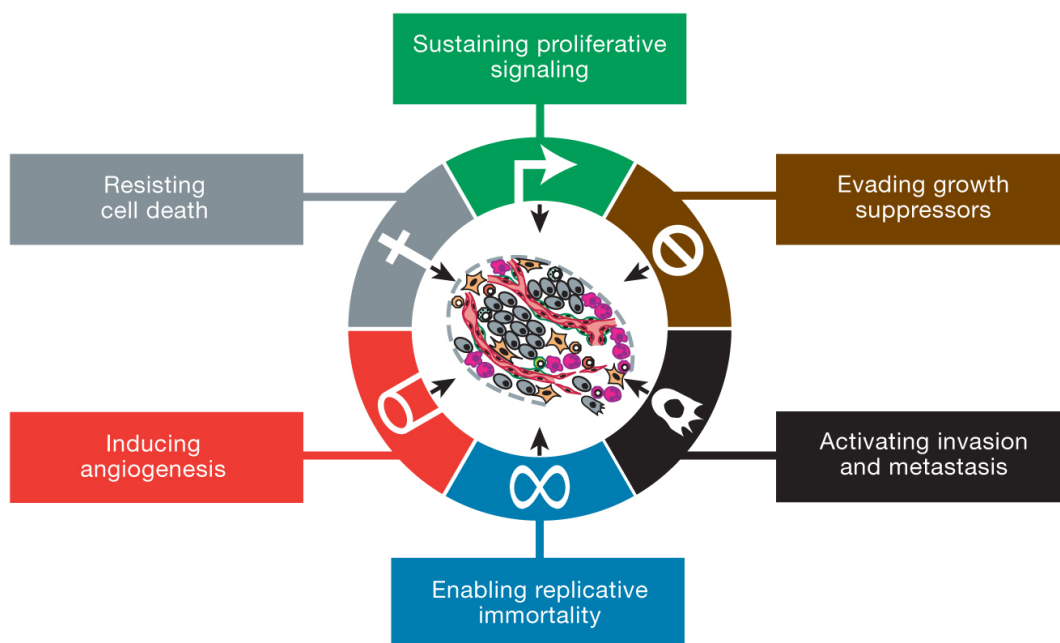 Sustaining proliferative
signaling
Resisting
cell death
Evading growth
suppressors
Inducing
angiogenesis
Activating invasion
and metastasis
Enabling replicative
immortality